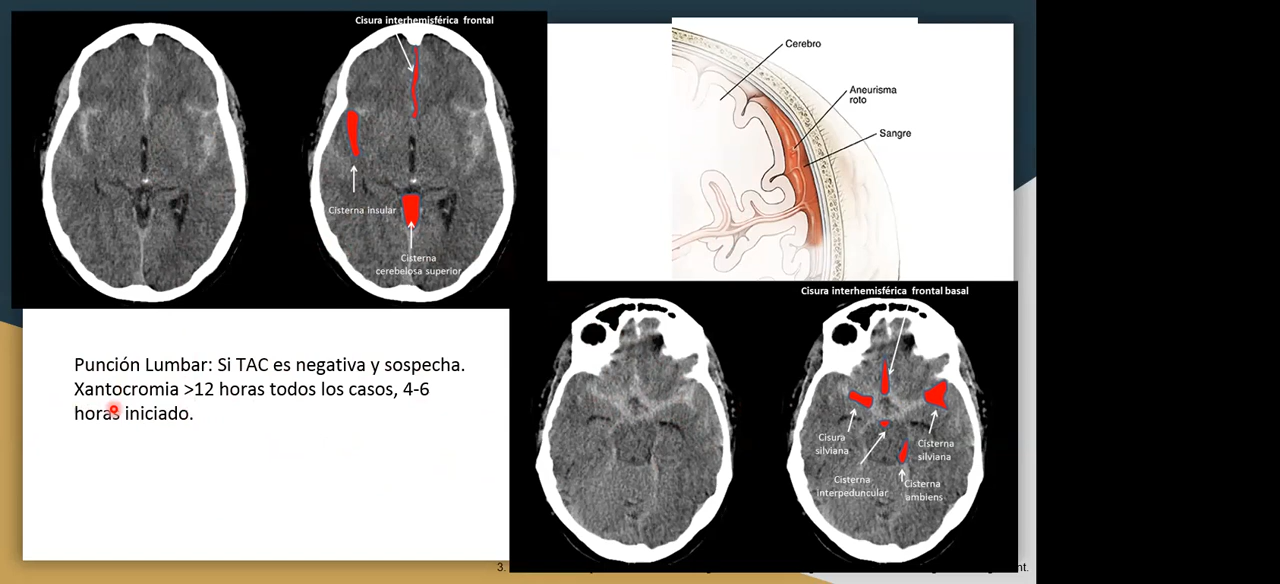 Cisura interhemisférica frontal
Cisterna insular
Cisterna
cerebelosa superior
Cerebro
Aneurisma
roto
Sangre
Punción Lumbar: Si TAC es negativa y sospecha.
Xantocromia >12 horas todos los casos, 4-6
horas iniciado.
Cisura interhemisférica frontal basal
Cisura
silviana
Cisterna
silviana
Cisterna
interpeduncular
Cisterna
ambiens
3.